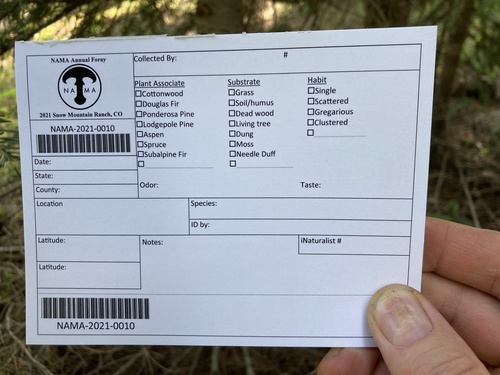 NAMA Annual Foray
NAMA
2021 Snow Mountain Ranch, CO
NAMA-2021-0010
Date:
State:
County:
Collected By:
#
Plant Associate
Cottonwood
Douglas Fir
Ponderosa Pine
Lodgepole Pine
Aspen
Spruce
Subalpine Fir
Substrate
Grass
Soil/humus
Dead wood
Living tree
Dung
Moss
Needle Duff
Habit
Single
Scattered
Gregarious
Clustered
Odor:
Taste:
Location
Species:
ID by:
Latitude:
Latitude:
Notes:
iNaturalist #
NAMA-2021-0010